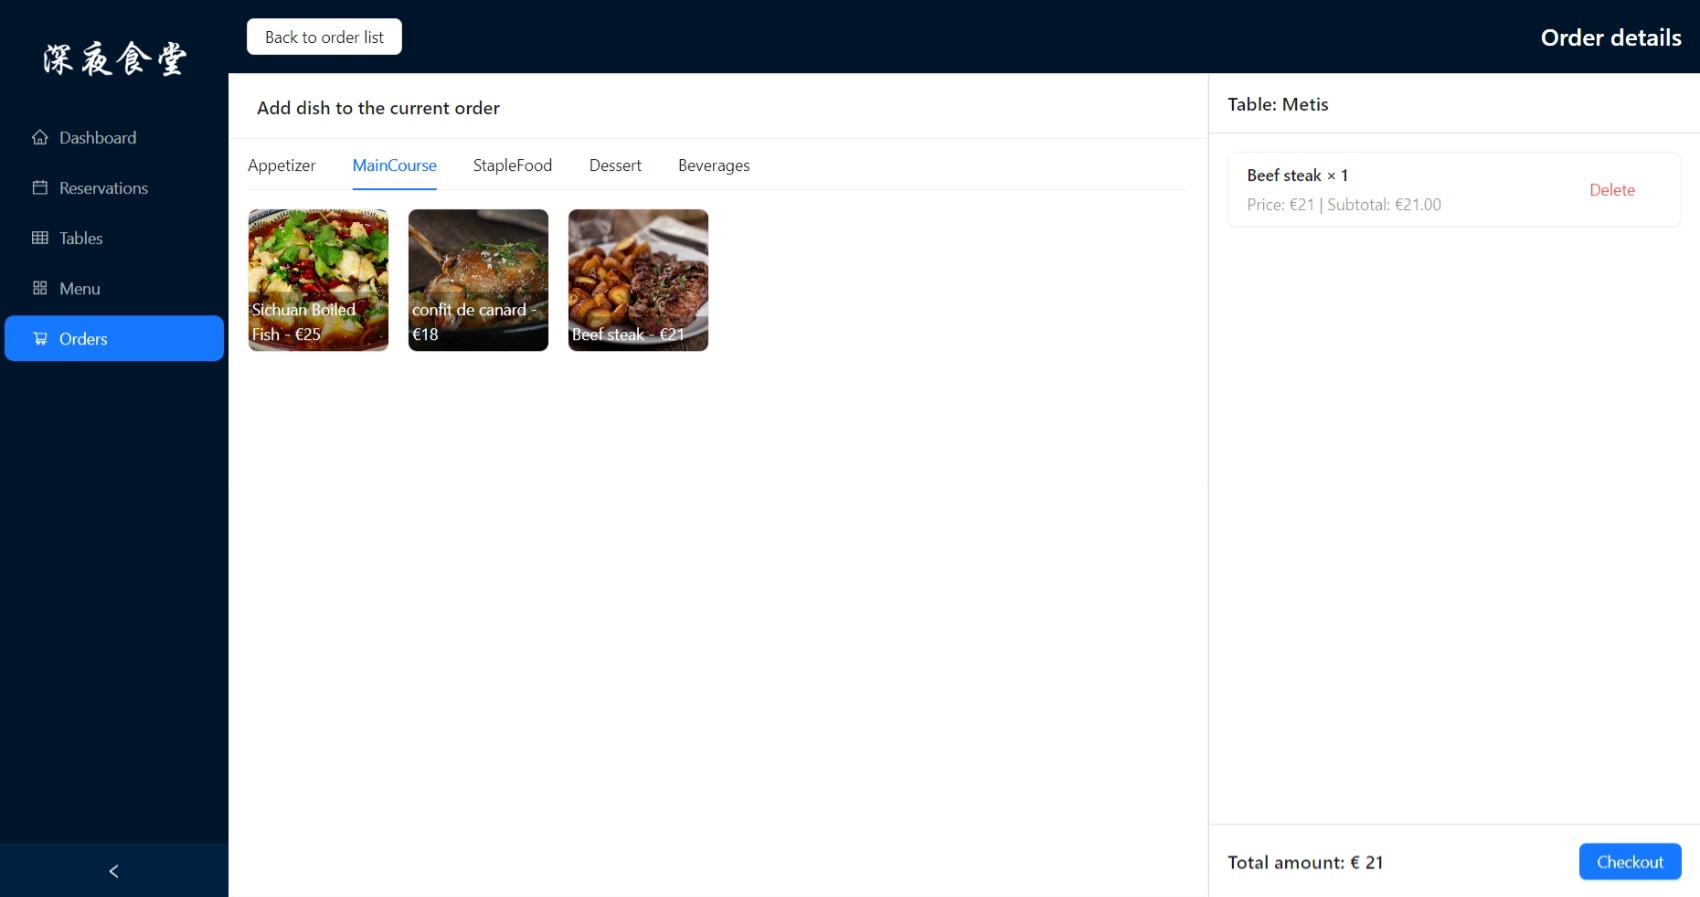 深夜食堂
Back to order list
Order details
Dashboard
Reservations
Tables
Menu
Orders
Add dish to the current order
Appetizer MainCourse StapleFood Dessert Beverages
Sichuan Boiled
Fish - €25
confit de canard -
€18
Beef steak - €21
Table: Metis
Beef steak × 1
Price: €21 | Subtotal: €21.00
Delete
Total amount: € 21
Checkout